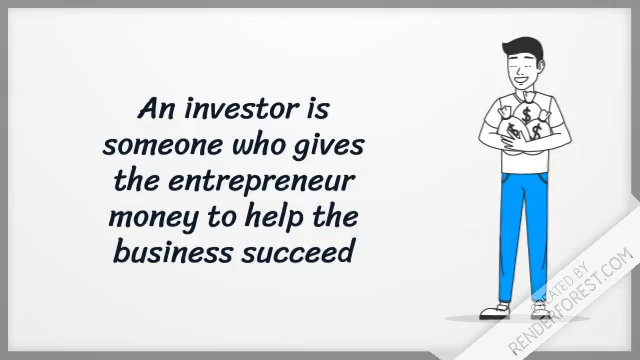 An investor is
someone who gives
the entrepreneur
money to help the
business succeed
$
$
$
CREATED BY
RENDERFOREST.COM